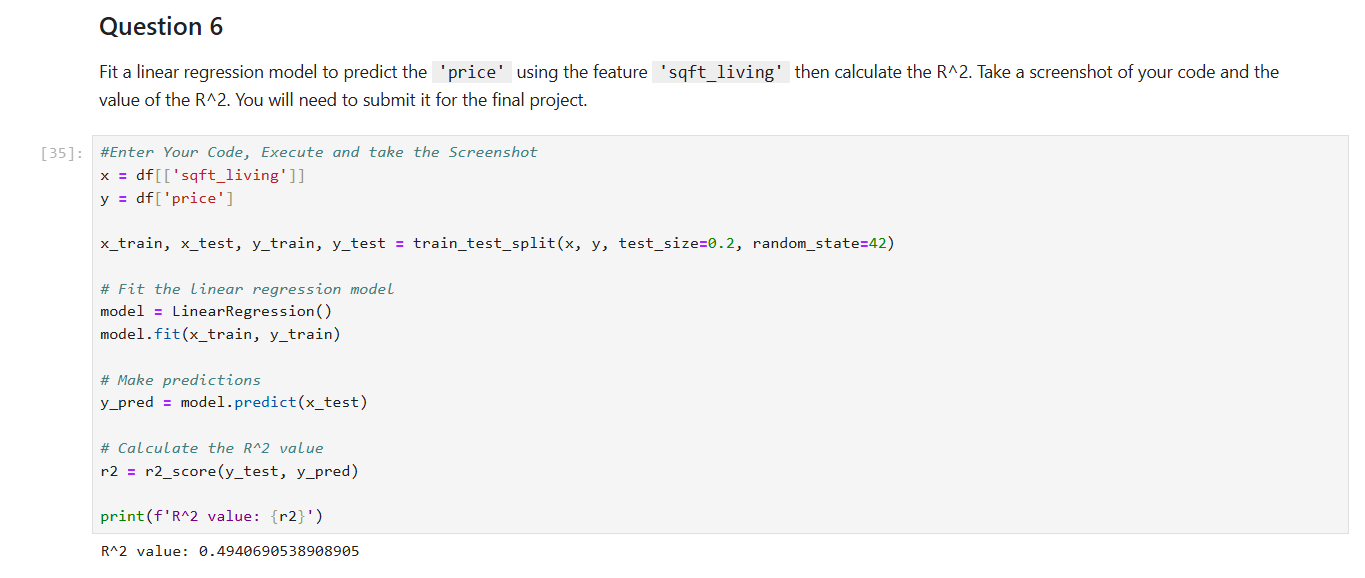 Question 6
Fit a linear regression model to predict the 'price' using the feature 'sqft_living' then calculate the R^2. Take a screenshot of your code and the
value of the R^2. You will need to submit it for the final project.
[35]:
#Enter Your Code, Execute and take the Screenshot
x = df[['sqft_living']]
y = df['price']
x_train, x_test, y_train, y_test = train_test_split(x, y, test_size=0.2, random_state=42)
# Fit the linear regression model
model = LinearRegression()
model.fit(x_train, y_train)
# Make predictions
y_pred = model.predict(x_test)
# Calculate the R^2 value
r2 = r2_score(y_test, y_pred)
print(f'R^2 value: {r2}')
R^2 value: 0.4940690538908905